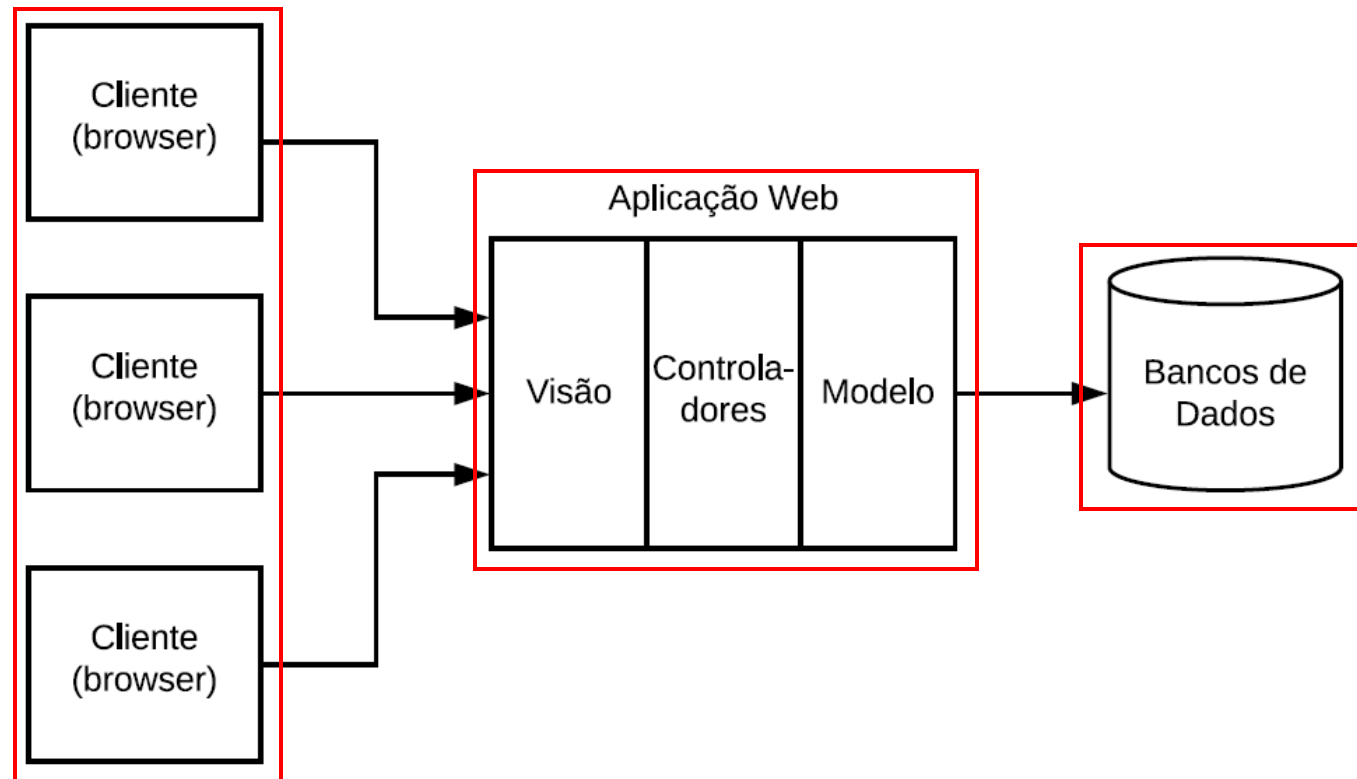 Cliente
(browser)
Cliente
(browser)
Cliente
(browser)
Aplicação Web
Visão
Controla-
dores
Modelo
Bancos de
Dados